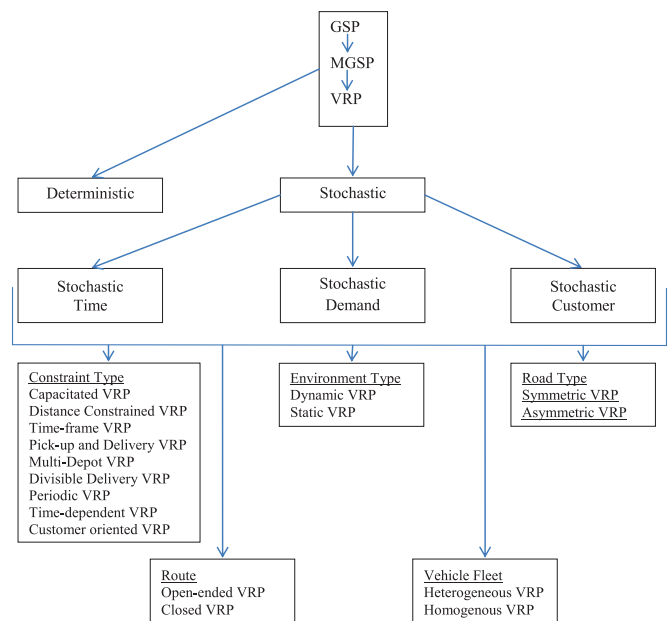 GSP
MGSP
VRP
Deterministic
Stochastic
Stochastic
Time
Stochastic
Demand
Stochastic
Customer
Constraint Type
Capacitated VRP
Distance Constrained VRP
Time-frame VRP
Pick-up and Delivery VRP
Multi-Depot VRP
Divisible Delivery VRP
Periodic VRP
Time-dependent VRP
Customer oriented VRP
Environment Type
Dynamic VRP
Static VRP
Road Type
Symmetric VRP
Asymmetric VRP
Route
Open-ended VRP
Closed VRP
Vehicle Fleet
Heterogeneous VRP
Homogenous VRP